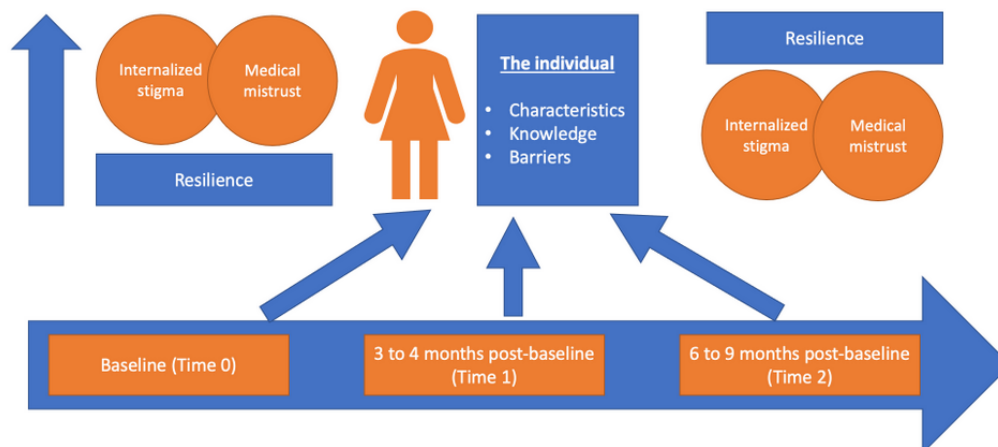 Internalized
stigma
Medical
mistrust
Resilience
The individual
• Characteristics
• Knowledge
• Barriers
Resilience
Internalized
stigma
Medical
mistrust
Baseline (Time 0)
3 to 4 months post-baseline
(Time 1)
6 to 9 months post-baseline
(Time 2)